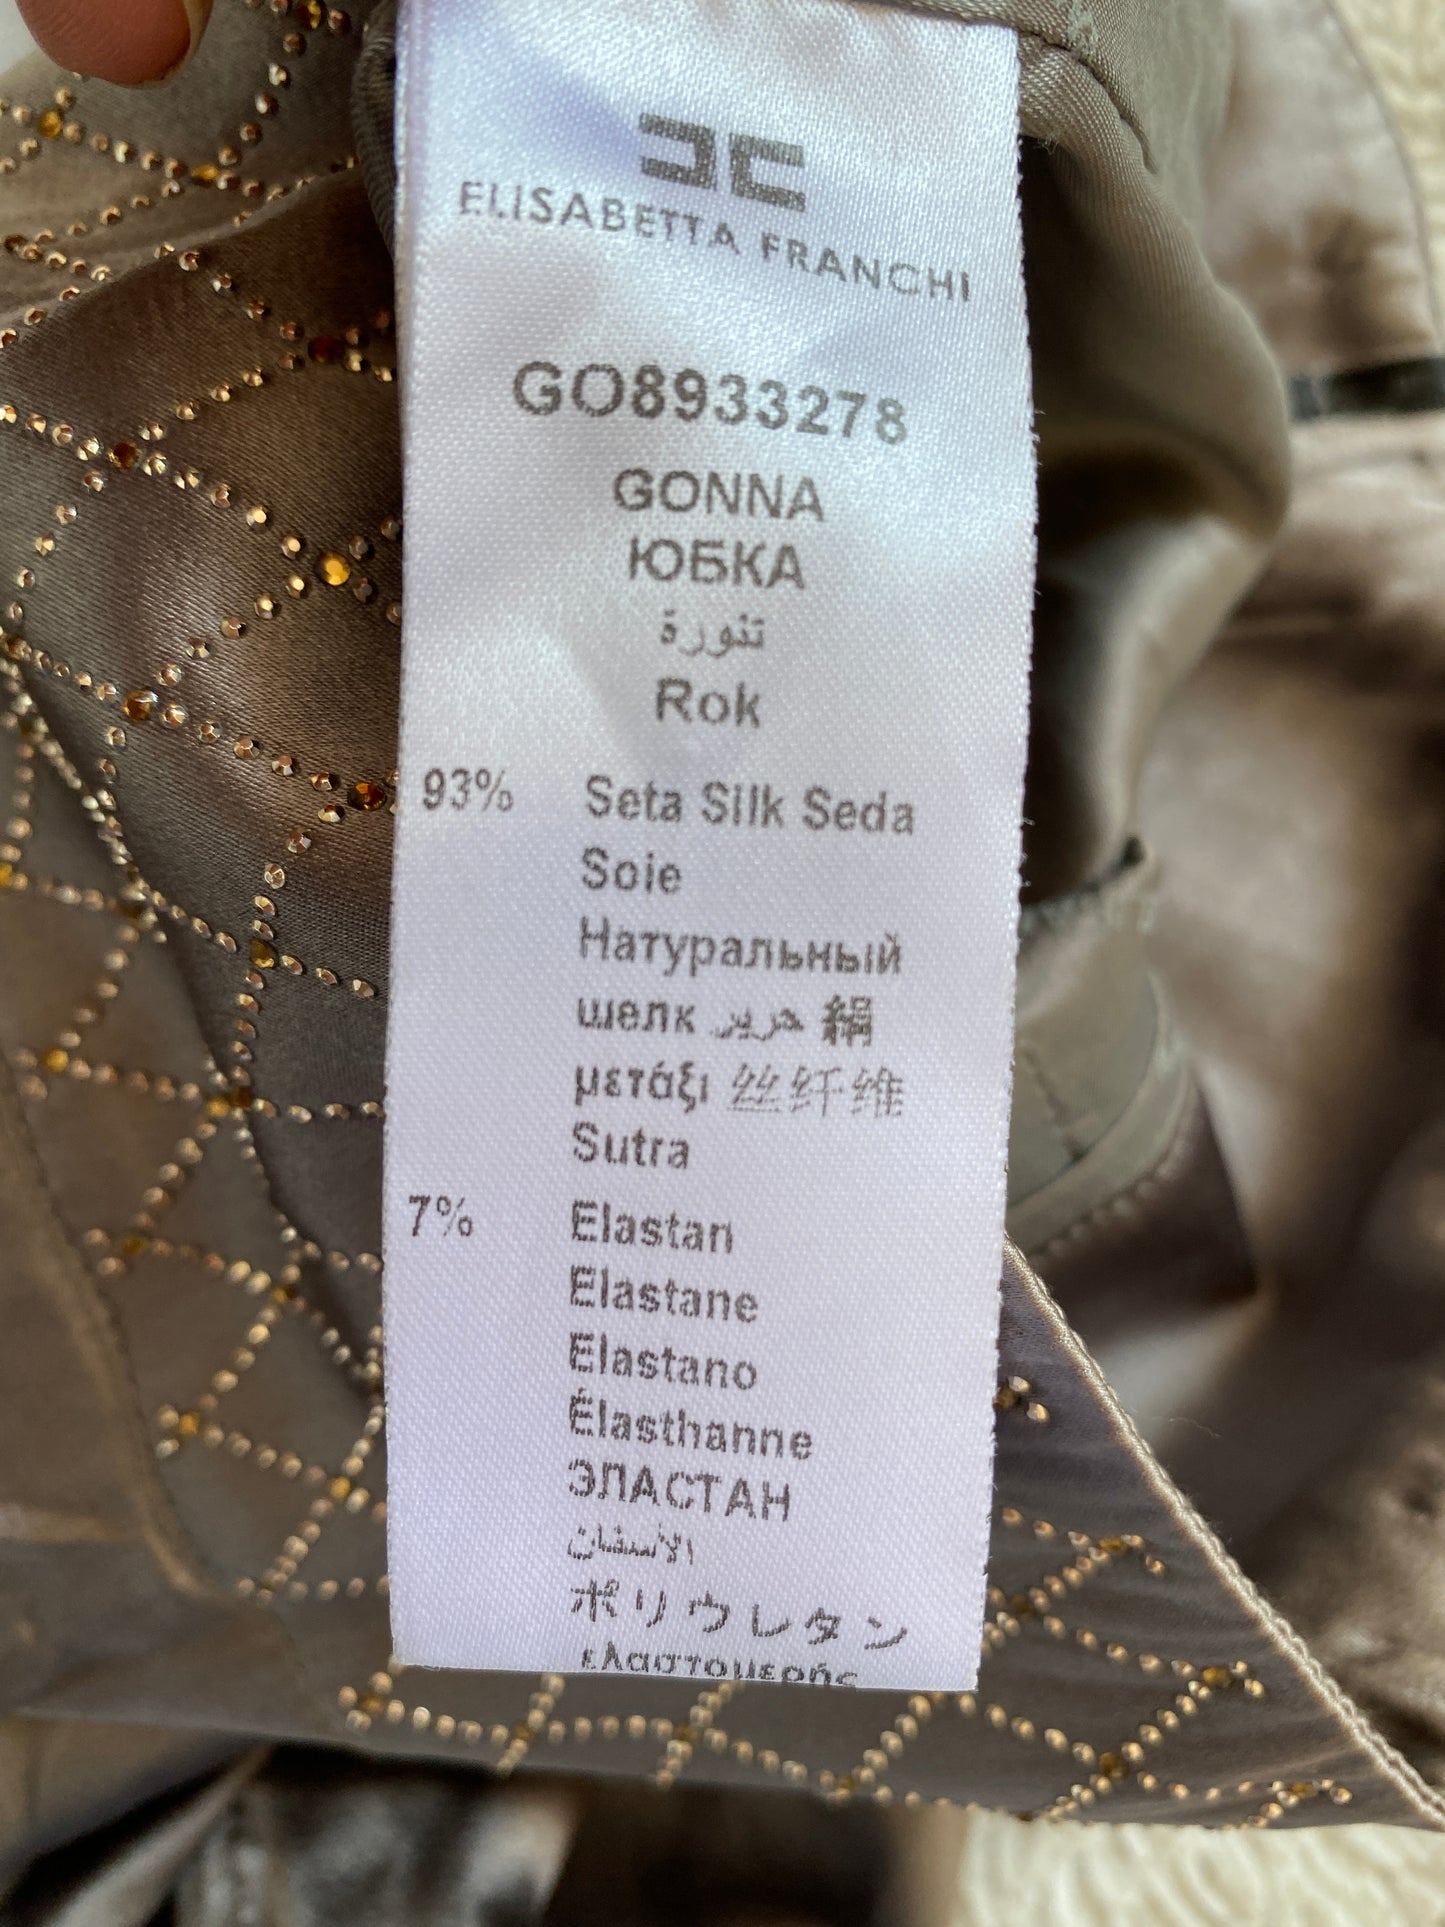 ELISABETTA FRANCHI
GO8933278
GONNA
ЮБКА
تنورة
Rok
93% Seta Silk Seda
Soie
Натуральный
шелк حرير 絹
μετάξι 丝纤维
Sutra
7% Elastan
Elastane
Elastano
Élasthanne
ЭЛАСТАН
ポリウレタン
ελαστομερής